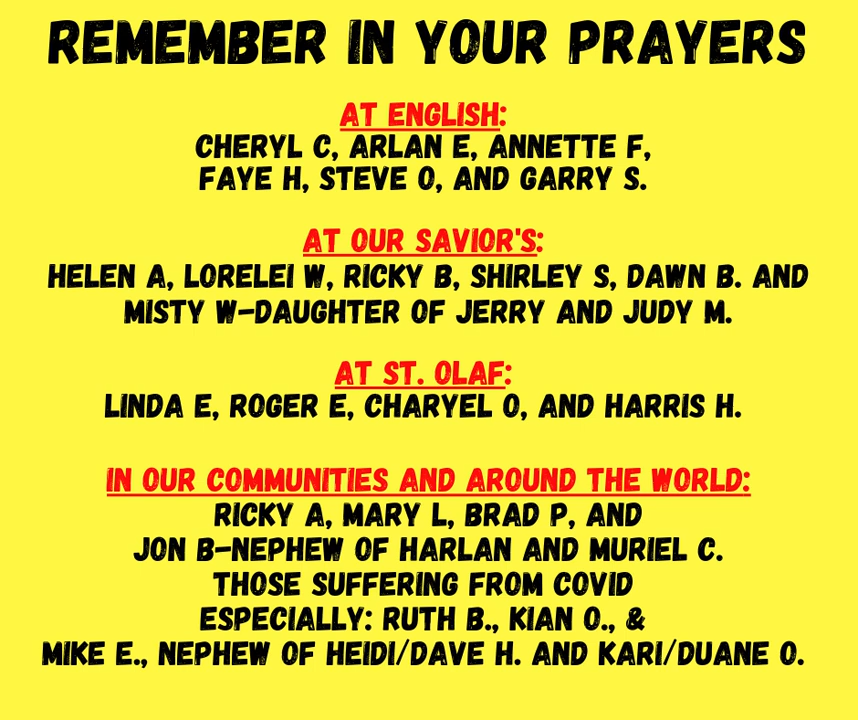 REMEMBER IN YOUR PRAYERS
AT ENGLISH:
CHERYL C, ARLAN E, ANNETTE F,
FAYE H, STEVE O, AND GARRY S.
AT OUR SAVIOR'S:
HELEN A, LORELEI W, RICKY B, SHIRLEY S, DAWN B. AND
MISTY W-DAUGHTER OF JERRY AND JUDY M.
AT ST. OLAF:
LINDA E, ROGER E, CHARYEL O, AND HARRIS H.
IN OUR COMMUNITIES AND AROUND THE WORLD:
RICKY A, MARY L, BRAD P, AND
JON B-NEPHEW OF HARLAN AND MURIEL C.
THOSE SUFFERING FROM COVID
ESPECIALLY: RUTH B., KIAN O., &
MIKE E., NEPHEW OF HEIDI/DAVE H. AND KARI/DUANE O.